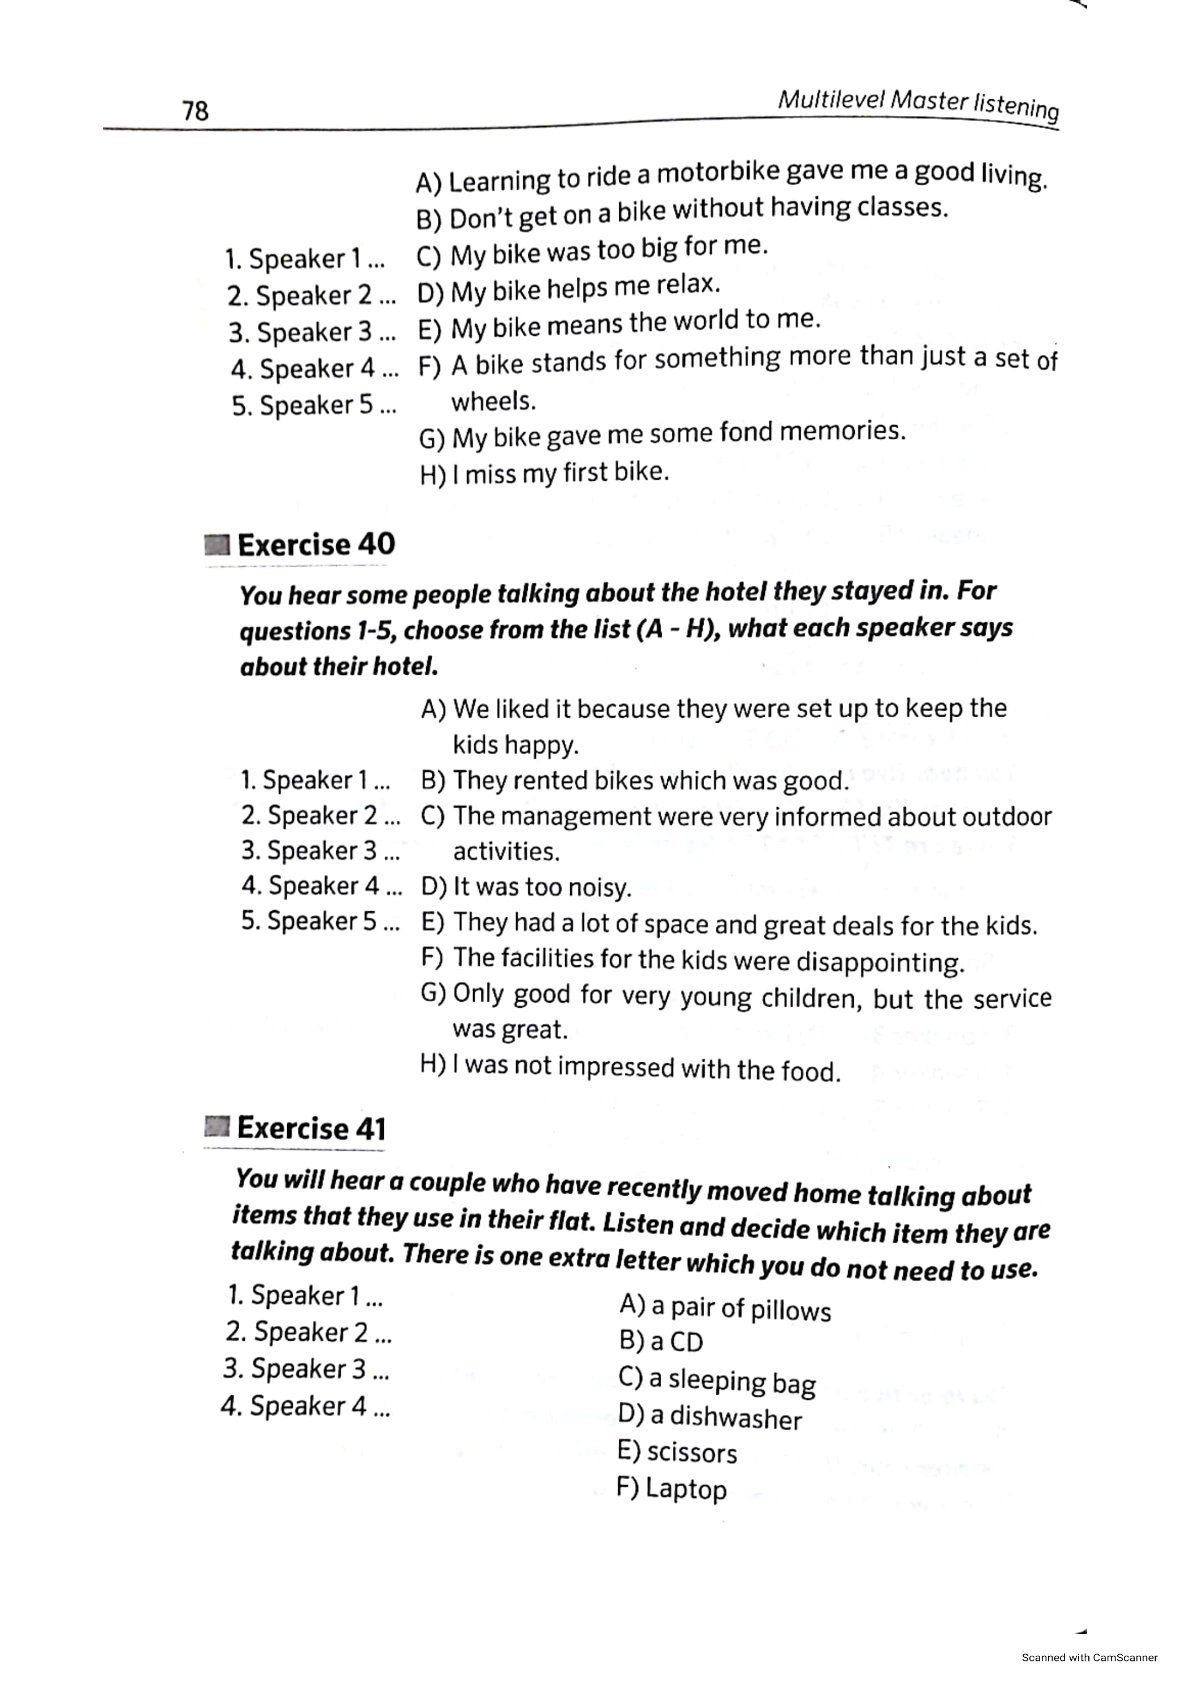 78
Multilevel Master listening
A) Learning to ride a motorbike gave me a good living.
B) Don't get on a bike without having classes.
1. Speaker 1 ... C) My bike was too big for me.
2. Speaker 2 ... D) My bike helps me relax.
3. Speaker 3 ... E) My bike means the world to me.
4. Speaker 4 ... F) A bike stands for something more than just a set of
5. Speaker 5 ... wheels.
G) My bike gave me some fond memories.
H) I miss my first bike.
Exercise 40
You hear some people talking about the hotel they stayed in. For
questions 1-5, choose from the list (A - H), what each speaker says
about their hotel.
A) We liked it because they were set up to keep the
kids happy.
1. Speaker 1 ... B) They rented bikes which was good.
2. Speaker 2 ... C) The management were very informed about outdoor
3. Speaker 3 ... activities.
4. Speaker 4 ... D) It was too noisy.
5. Speaker 5 ... E) They had a lot of space and great deals for the kids.
F) The facilities for the kids were disappointing.
G) Only good for very young children, but the service
was great.
H) I was not impressed with the food.
Exercise 41
You will hear a couple who have recently moved home talking about
items that they use in their flat. Listen and decide which item they are
talking about. There is one extra letter which you do not need to use.
1. Speaker 1 ... A) a pair of pillows
2. Speaker 2 ... B) a CD
3. Speaker 3 ... C) a sleeping bag
4. Speaker 4 ... D) a dishwasher
E) scissors
F) Laptop
Scanned with CamScanner